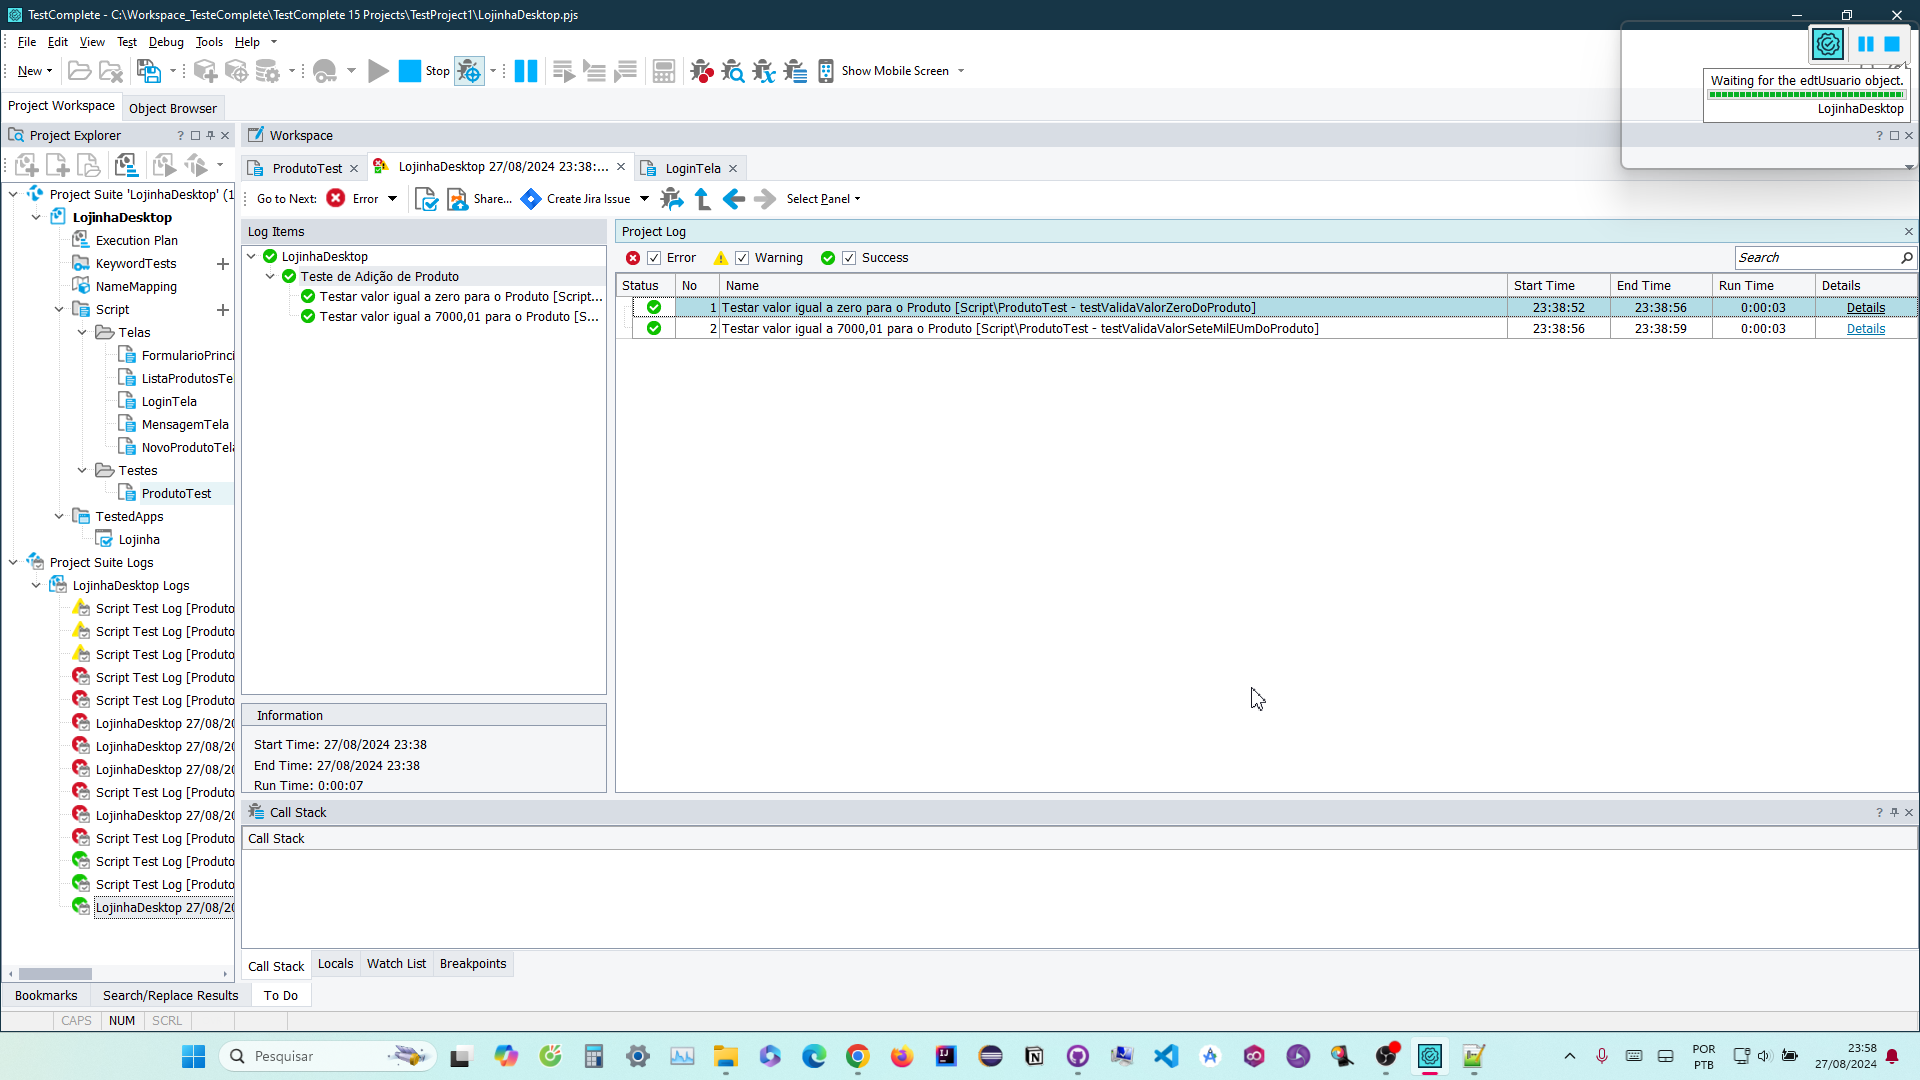 TestComplete - C:\Workspace_TesteComplete\TestComplete 15 Projects\TestProject1\LojinhaDesktop.pjs
File Edit View Test Debug Tools Help
New Stop Show Mobile Screen
Waiting for the edtUsuario object.
LojinhaDesktop
Project Workspace Object Browser
Project Explorer
Workspace
ProdutoTest
LojinhaDesktop 27/08/2024 23:38:...
LoginTela
Go to Next: Error Share... Create Jira Issue Select Panel
Project Suite 'LojinhaDesktop' (1
LojinhaDesktop
Execution Plan
KeywordTests
NameMapping
Script
Telas
FormularioPrinci
ListaProdutosTe
LoginTela
MensagemTela
NovoProdutoTela
Testes
ProdutoTest
TestedApps
Lojinha
Project Suite Logs
LojinhaDesktop Logs
Script Test Log [Produto
Script Test Log [Produto
Script Test Log [Produto
Script Test Log [Produto
Script Test Log [Produto
LojinhaDesktop 27/08/20
LojinhaDesktop 27/08/20
LojinhaDesktop 27/08/20
Script Test Log [Produto
LojinhaDesktop 27/08/20
Script Test Log [Produto
Script Test Log [Produto
Script Test Log [Produto
LojinhaDesktop 27/08/20
Log Items
LojinhaDesktop
Teste de Adição de Produto
Testar valor igual a zero para o Produto [Script...
Testar valor igual a 7000,01 para o Produto [S...
Information
Start Time: 27/08/2024 23:38
End Time: 27/08/2024 23:38
Run Time: 0:00:07
Project Log
Error Warning Success
Search
Status No Name Start Time End Time Run Time Details
1 Testar valor igual a zero para o Produto [Script\ProdutoTest - testValidaValorZeroDoProduto] 23:38:52 23:38:56 0:00:03 Details
2 Testar valor igual a 7000,01 para o Produto [Script\ProdutoTest - testValidaValorSeteMilEUmDoProduto] 23:38:56 23:38:59 0:00:03 Details
Call Stack
Call Stack
Call Stack Locals Watch List Breakpoints
Bookmarks Search/Replace Results To Do
CAPS NUM SCRL
Pesquisar
POR
PTB
23:58
27/08/2024